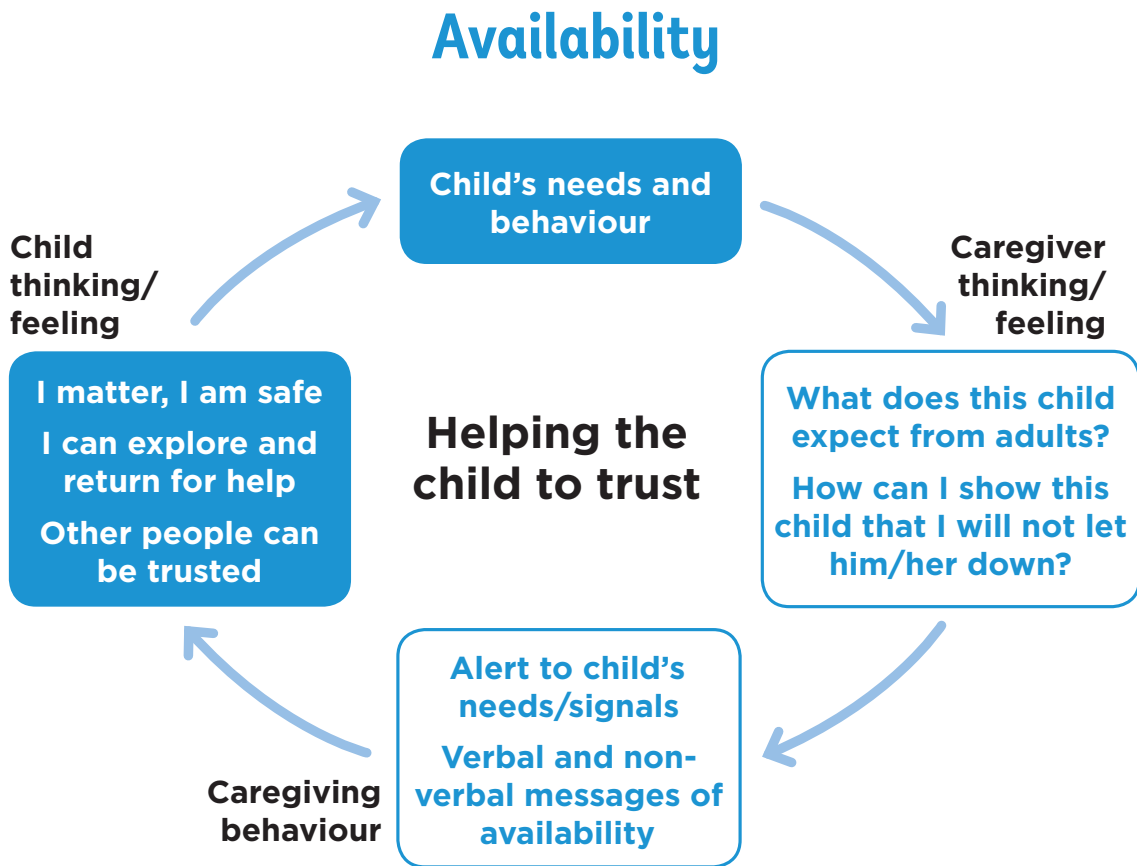 Availability
Child’s needs and
behaviour
Child
thinking/
feeling
Caregiver
thinking/
feeling
I matter, I am safe
I can explore and
return for help
Other people can
be trusted
Helping the
child to trust
What does this child
expect from adults?
How can I show this
child that I will not let
him/her down?
Alert to child’s
needs/signals
Verbal and non-
verbal messages of
availability
Caregiving
behaviour